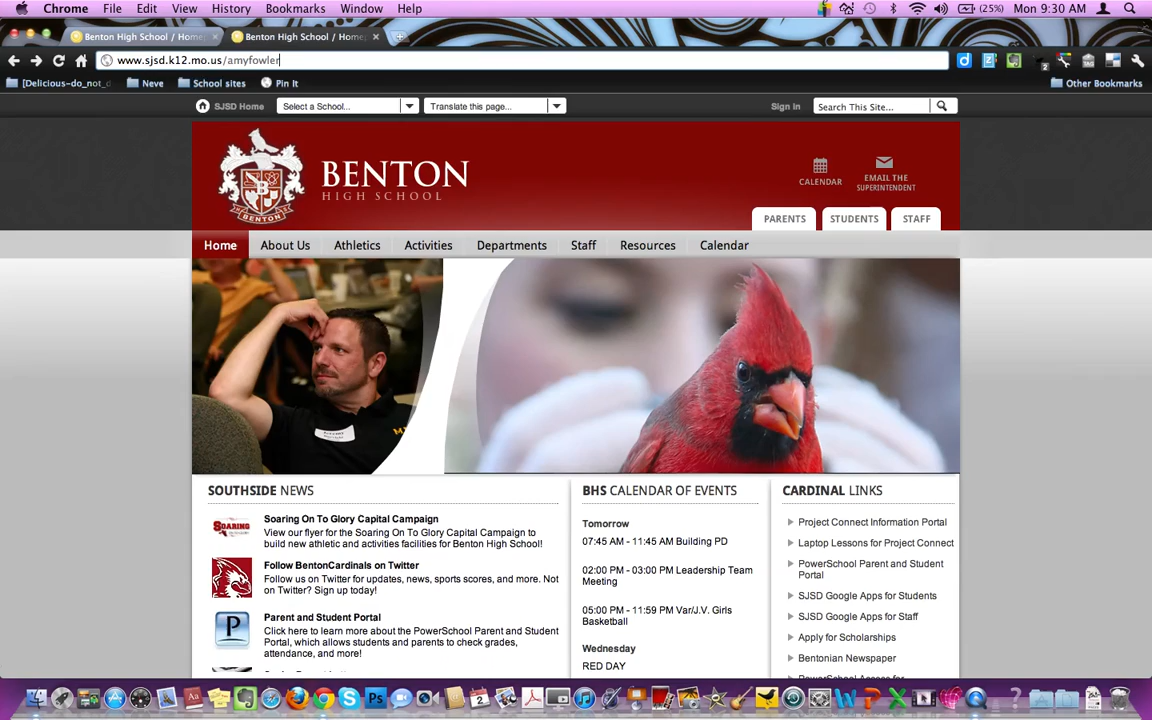 Chrome File Edit View History Bookmarks Window Help (25%) Mon 9:30 AM
Benton High School / Home Benton High School / Home
www.sjsd.k12.mo.us/amyfowler
[Delicious-do_not_d Neve School sites Pin It Other Bookmarks
SJSD Home Select a School... Translate this page... Sign in Search This Site...
BENTON
HIGH SCHOOL
CALENDAR
EMAIL THE
SUPERINTENDENT
B
BENTON
PARENTS STUDENTS STAFF
Home About Us Athletics Activities Departments Staff Resources Calendar
SOUTHSIDE NEWS
SOARING
Soaring On To Glory Capital Campaign
View our flyer for the Soaring On To Glory Capital Campaign to
build new athletic and activities facilities for Benton High School!
Follow BentonCardinals on Twitter
Follow us on Twitter for updates, news, sports scores, and more. Not
on Twitter? Sign up today!
P
Parent and Student Portal
Click here to learn more about the PowerSchool Parent and Student
Portal, which allows students and parents to check grades,
attendance, and more!
BHS CALENDAR OF EVENTS
Tomorrow
07:45 AM - 11:45 AM Building PD
02:00 PM - 03:00 PM Leadership Team
Meeting
05:00 PM - 11:59 PM Var/J.V. Girls
Basketball
Wednesday
RED DAY
CARDINAL LINKS
Project Connect Information Portal
Laptop Lessons for Project Connect
PowerSchool Parent and Student
Portal
SJSD Google Apps for Students
SJSD Google Apps for Staff
Apply for Scholarships
Bentonian Newspaper